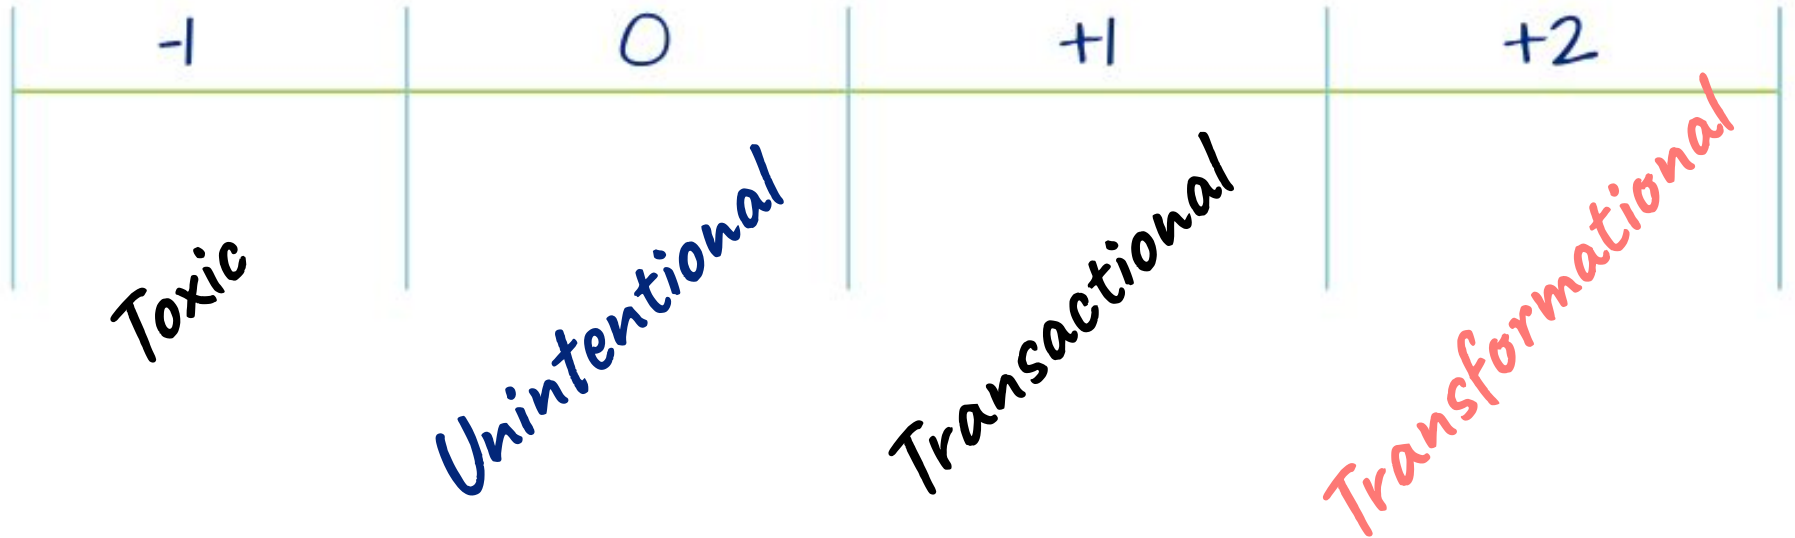 -1 0 +1 +2
Toxic
Unintentional
Transactional
Transformational